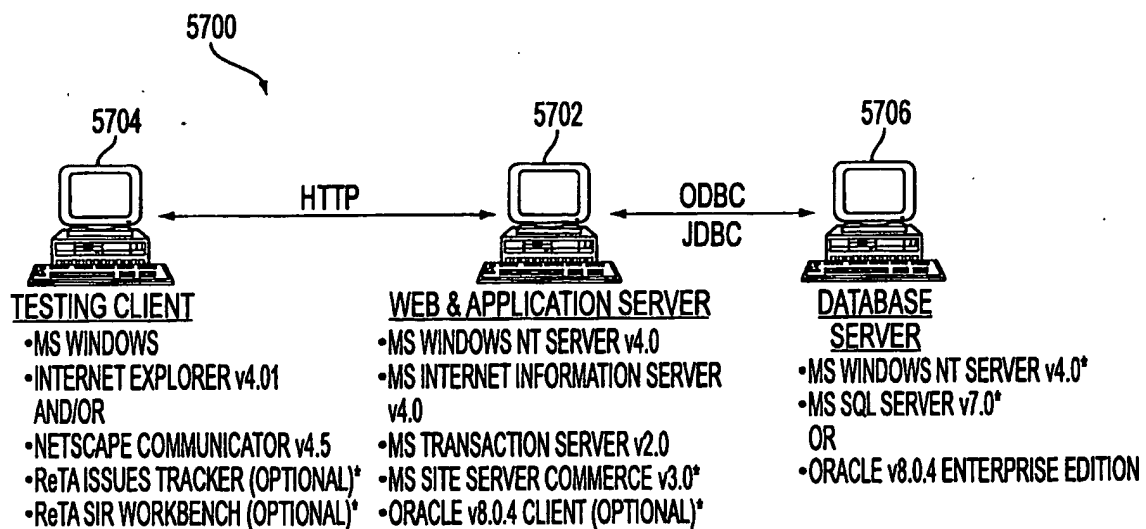 5700
5704
5702
5706
HTTP
ODBC
JDBC
TESTING CLIENT
•MS WINDOWS
•INTERNET EXPLORER v4.01
AND/OR
•NETSCAPE COMMUNICATOR v4.5
•ReTA ISSUES TRACKER (OPTIONAL)*
•ReTA SIR WORKBENCH (OPTIONAL)*
WEB & APPLICATION SERVER
•MS WINDOWS NT SERVER v4.0
•MS INTERNET INFORMATION SERVER
v4.0
•MS TRANSACTION SERVER v2.0
•MS SITE SERVER COMMERCE v3.0*
•ORACLE v8.0.4 CLIENT (OPTIONAL)*
DATABASE
SERVER
•MS WINDOWS NT SERVER v4.0*
•MS SQL SERVER v7.0*
OR
•ORACLE v8.0.4 ENTERPRISE EDITION